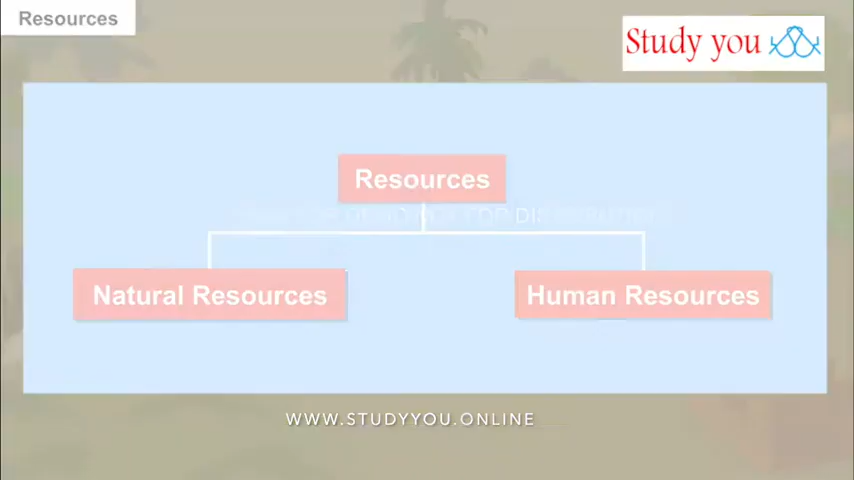 Resources
Study you
Resources
Natural Resources
Human Resources
WWW.STUDYYOU.ONLINE